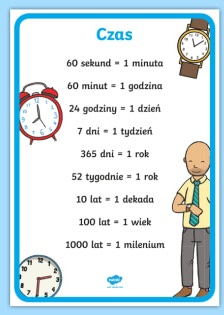 Czas
60 sekund = 1 minuta
60 minut = 1 godzina
24 godziny = 1 dzień
7 dni = 1 tydzień
365 dni = 1 rok
52 tygodnie = 1 rok
10 lat = 1 dekada
100 lat = 1 wiek
1000 lat = 1 milenium